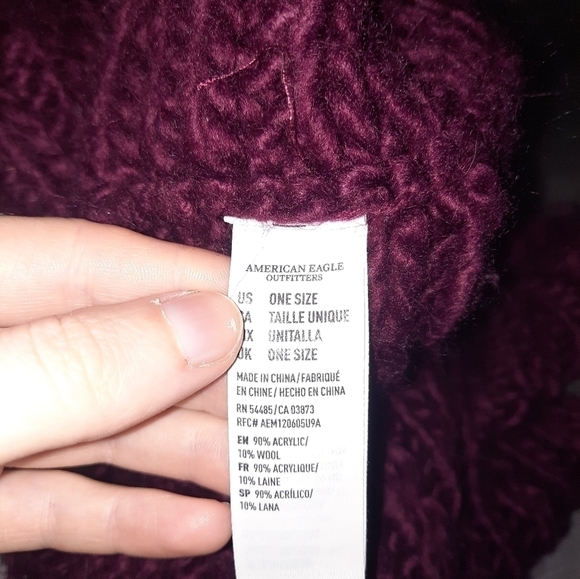 AMERICAN EAGLE
OUTFITTERS
US ONE SIZE
TAILLE UNIQUE
UNITALLA
UK ONE SIZE
MADE IN CHINA/FABRIQUÉ
EN CHINE/HECHO EN CHINA
RN 54485/CA 03873
RFC# AEM120605U9A
EN 90% ACRYLIC/
10% WOOL
FR 90% ACRYLIQUE/
10% LAINE
SP 90% ACRÍLICO/
10% LANA